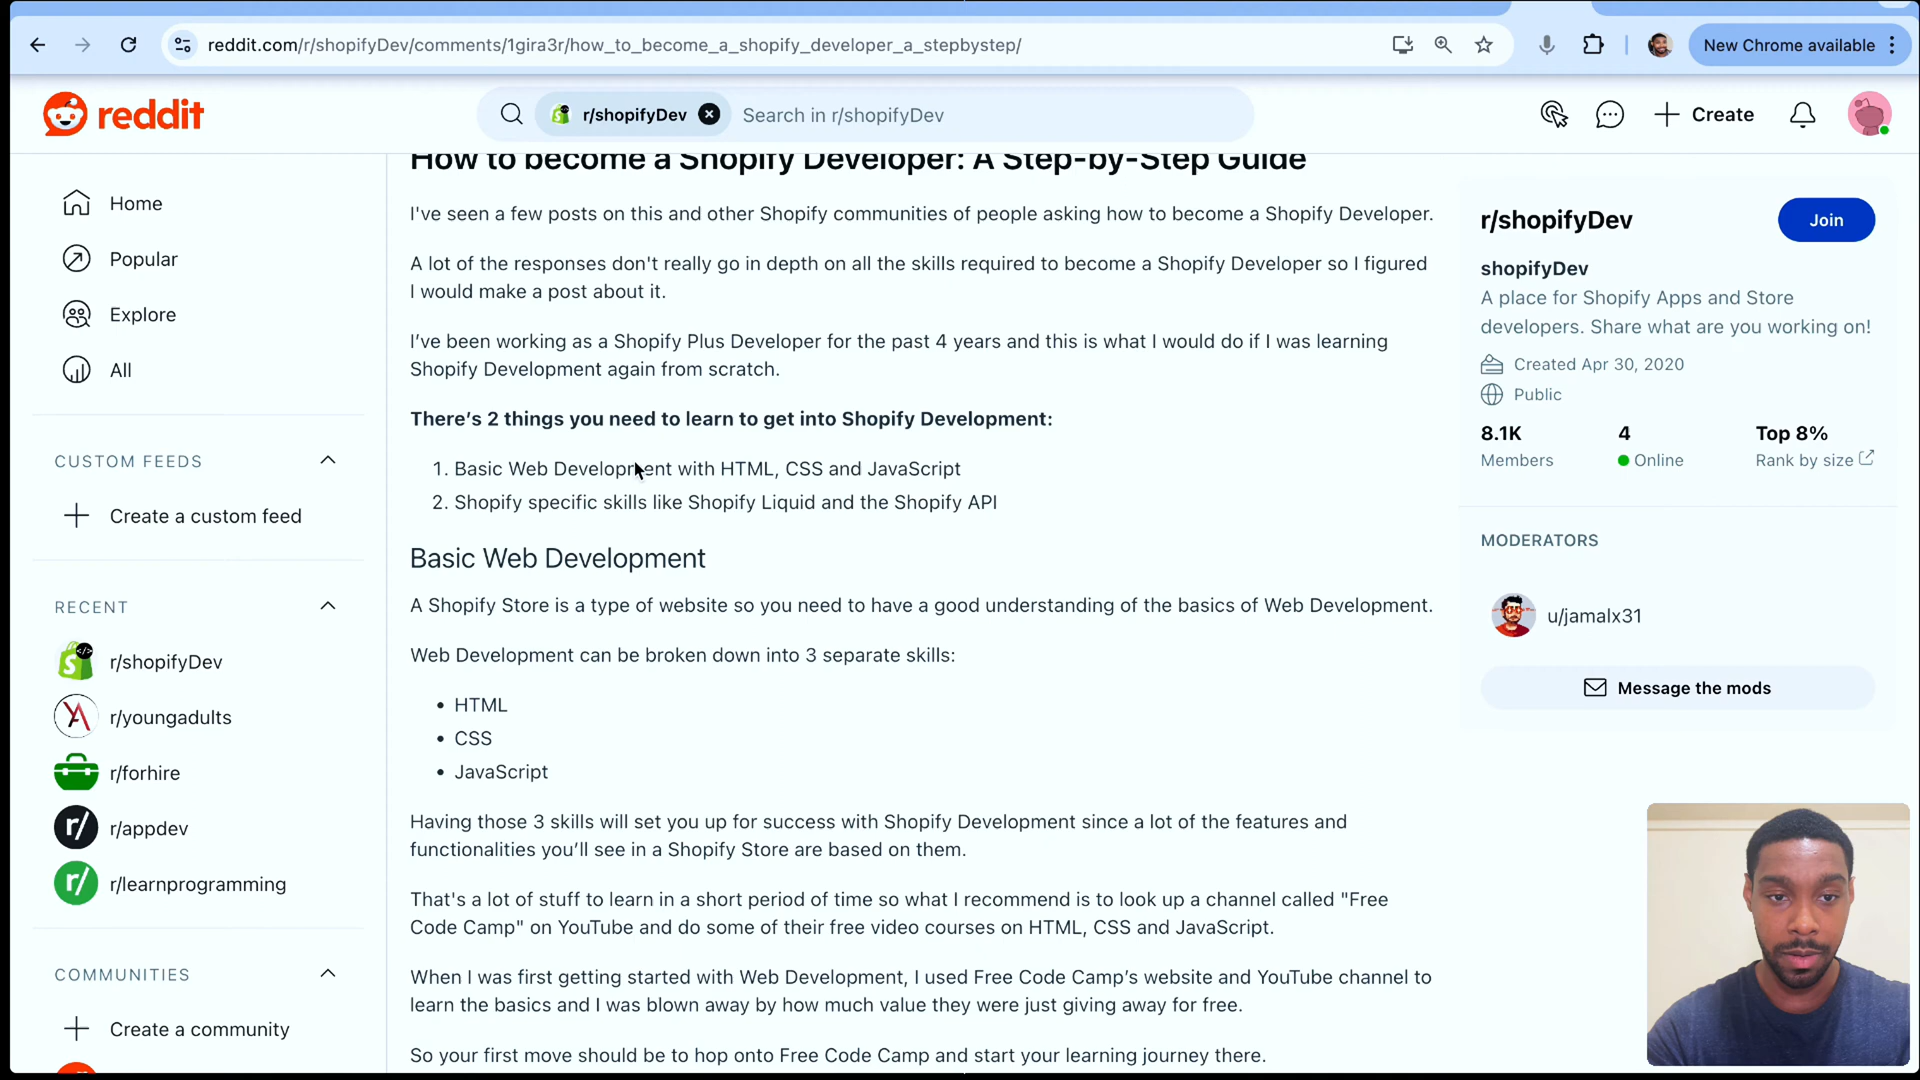 reddit.com/r/shopifyDev/comments/1gira3r/how_to_become_a_shopify_developer_a_stepbystep/
New Chrome available
reddit
r/shopifyDev
Search in r/shopifyDev
Create
Home
Popular
Explore
All
CUSTOM FEEDS
Create a custom feed
RECENT
r/shopifyDev
r/youngadults
r/forhire
r/appdev
r/learnprogramming
COMMUNITIES
Create a community
How to become a Shopify Developer: A Step-by-Step Guide
I've seen a few posts on this and other Shopify communities of people asking how to become a Shopify Developer.
A lot of the responses don't really go in depth on all the skills required to become a Shopify Developer so I figured
I would make a post about it.
I've been working as a Shopify Plus Developer for the past 4 years and this is what I would do if I was learning
Shopify Development again from scratch.
There's 2 things you need to learn to get into Shopify Development:
1. Basic Web Development with HTML, CSS and JavaScript
2. Shopify specific skills like Shopify Liquid and the Shopify API
Basic Web Development
A Shopify Store is a type of website so you need to have a good understanding of the basics of Web Development.
Web Development can be broken down into 3 separate skills:
• HTML
• CSS
• JavaScript
Having those 3 skills will set you up for success with Shopify Development since a lot of the features and
functionalities you'll see in a Shopify Store are based on them.
That's a lot of stuff to learn in a short period of time so what I recommend is to look up a channel called "Free
Code Camp" on YouTube and do some of their free video courses on HTML, CSS and JavaScript.
When I was first getting started with Web Development, I used Free Code Camp's website and YouTube channel to
learn the basics and I was blown away by how much value they were just giving away for free.
So your first move should be to hop onto Free Code Camp and start your learning journey there.
r/shopifyDev
Join
shopifyDev
A place for Shopify Apps and Store
developers. Share what are you working on!
Created Apr 30, 2020
Public
8.1K
4
Top 8%
Members
Online
Rank by size
MODERATORS
u/jamalx31
Message the mods